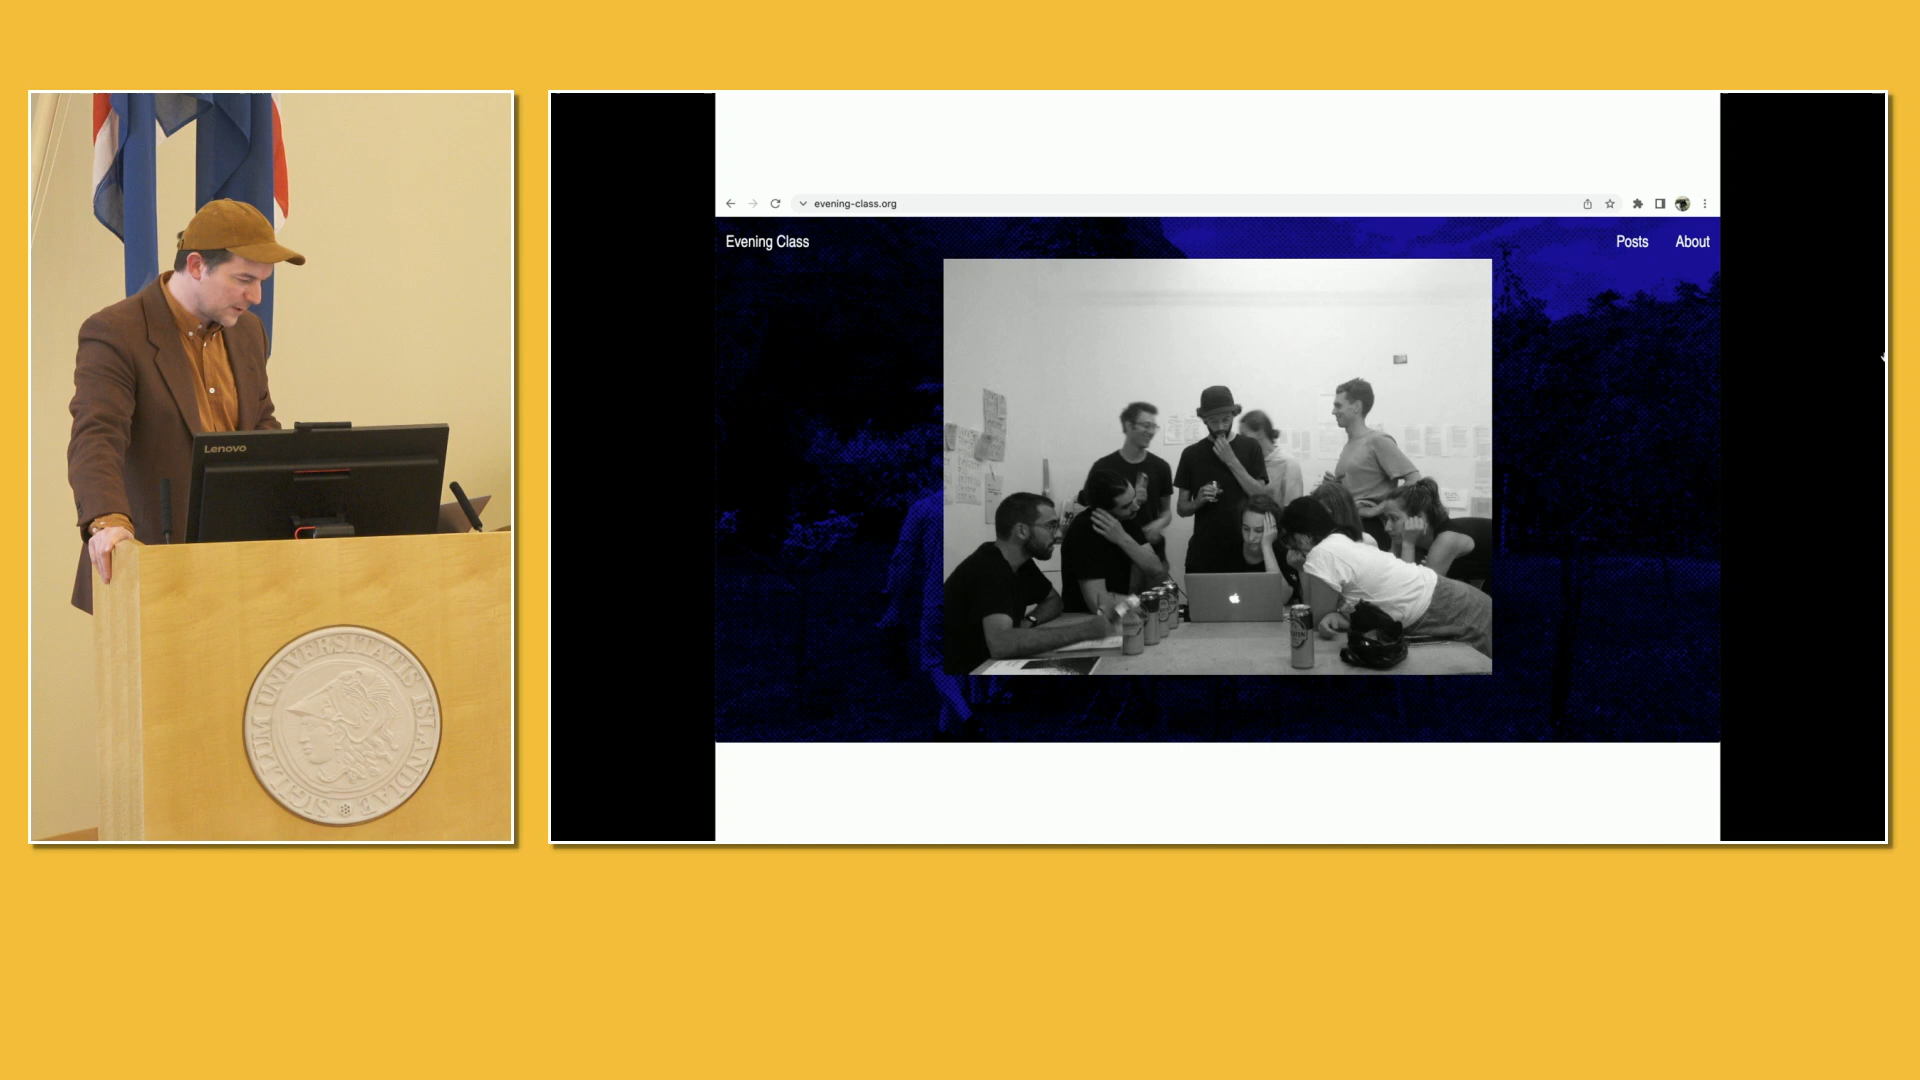 Lenovo
SIGILLUM UNIVERSITATIS ISLANDIAE
evening-class.org
Evening Class
Posts
About